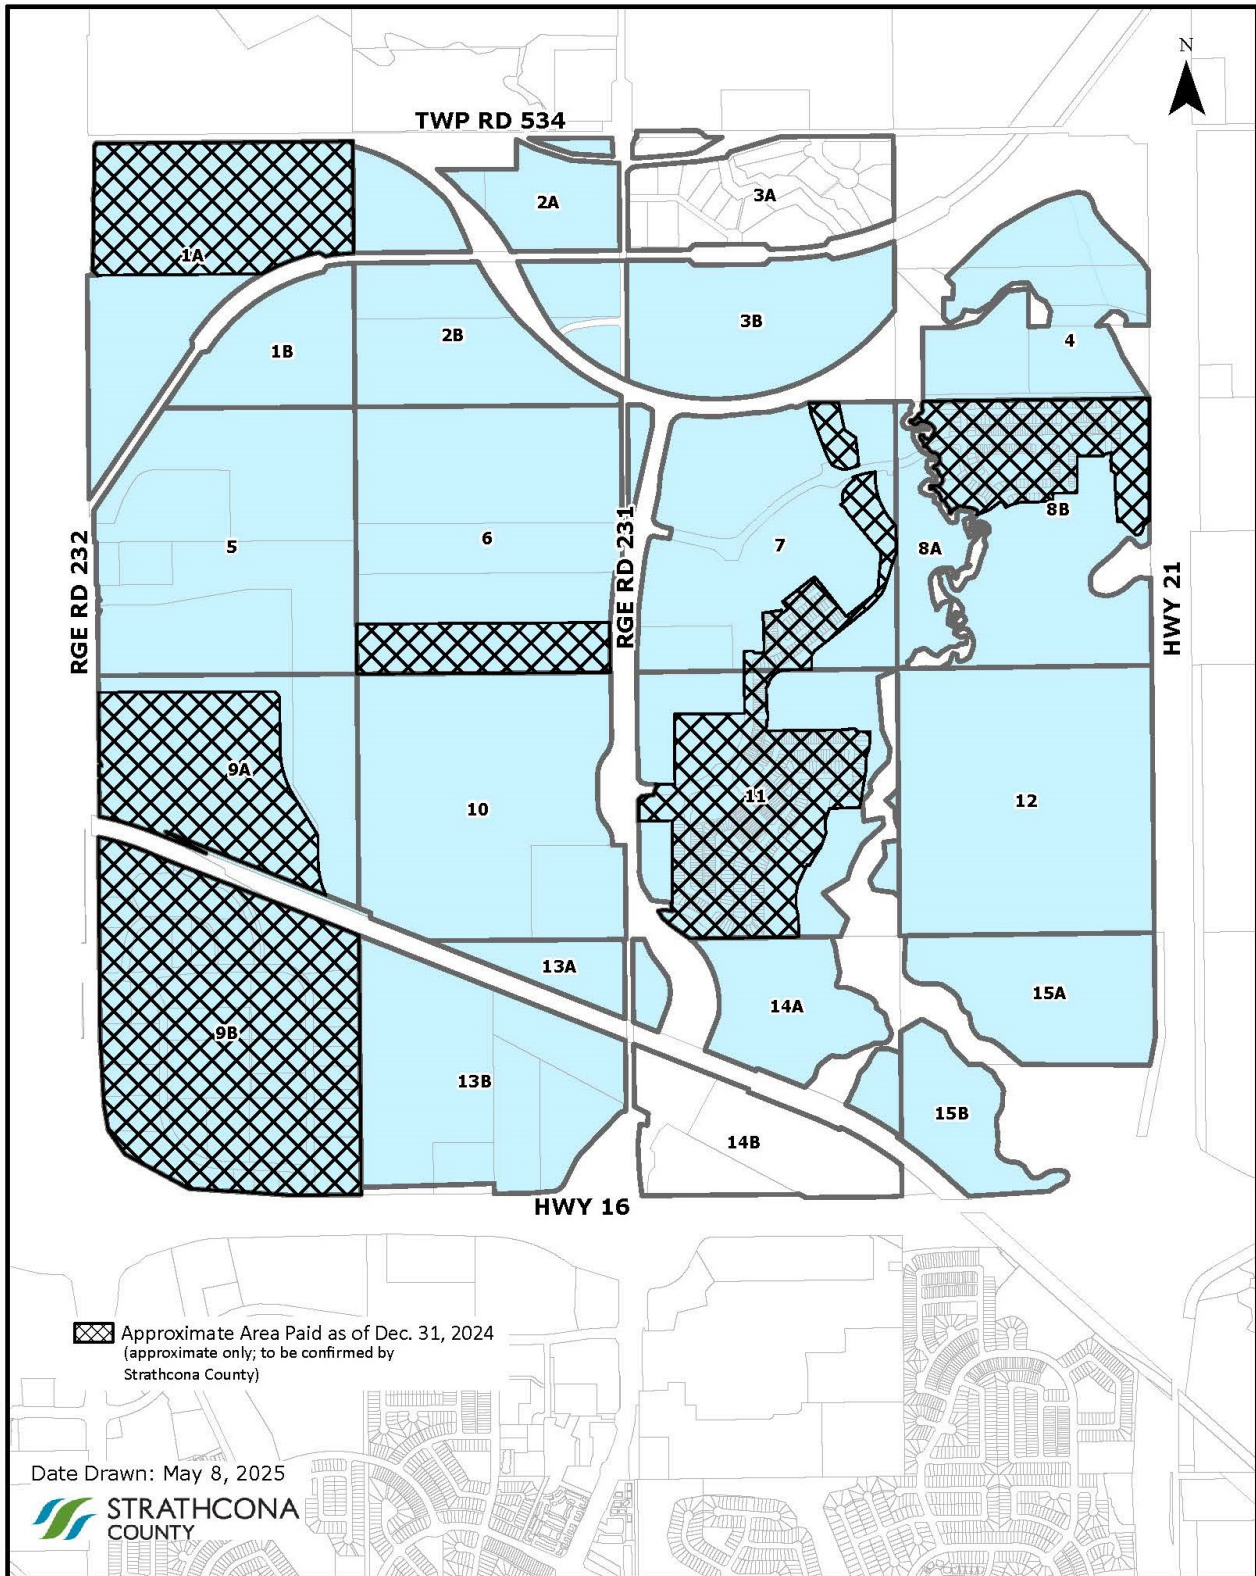 N
TWP RD 534
2A
3A
1A
3B
2B
4
1B
8B
RGE RD 231
5
6
7
8A
RGE RD 232
HWY 21
9A
11
12
10
13A
15A
14A
9B
13B
15B
14B
HWY 16
Approximate Area Paid as of Dec. 31, 2024
(approximate only; to be confirmed by
Strathcona County)
Date Drawn: May 8, 2025
STRATHCONA
COUNTY